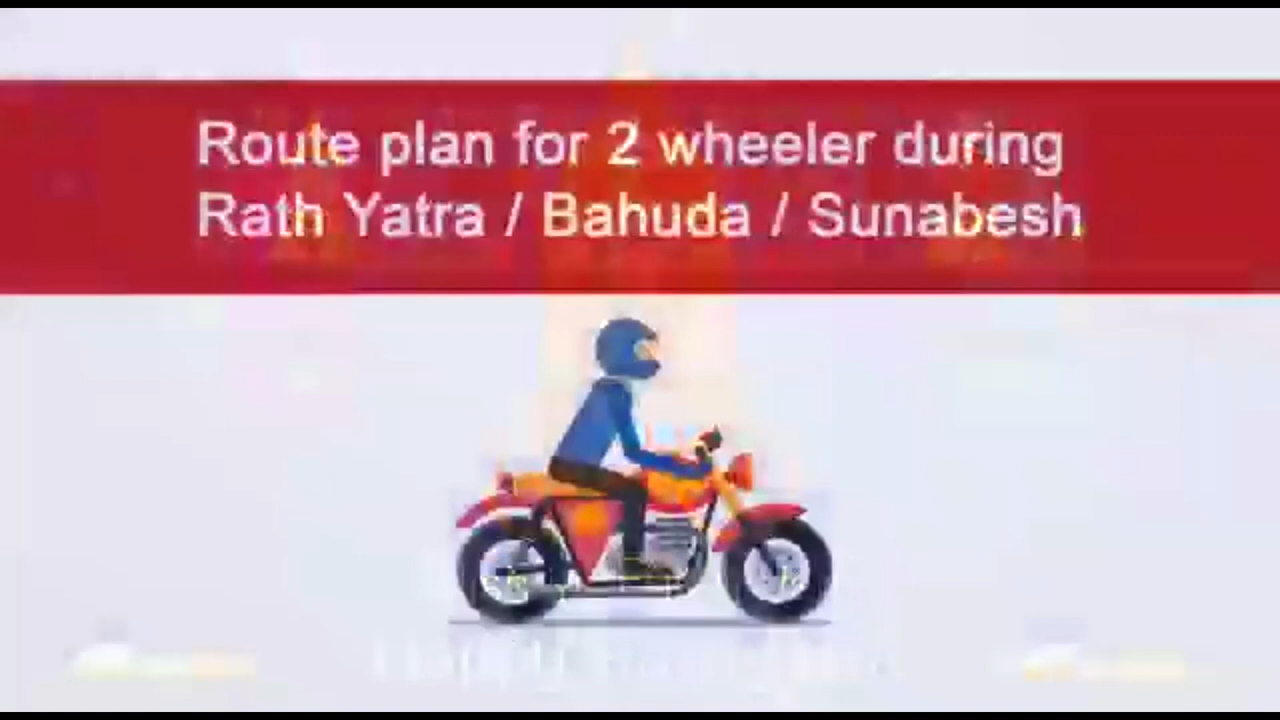 Route plan for 2 wheeler during
Rath Yatra / Bahuda / Sunabesh